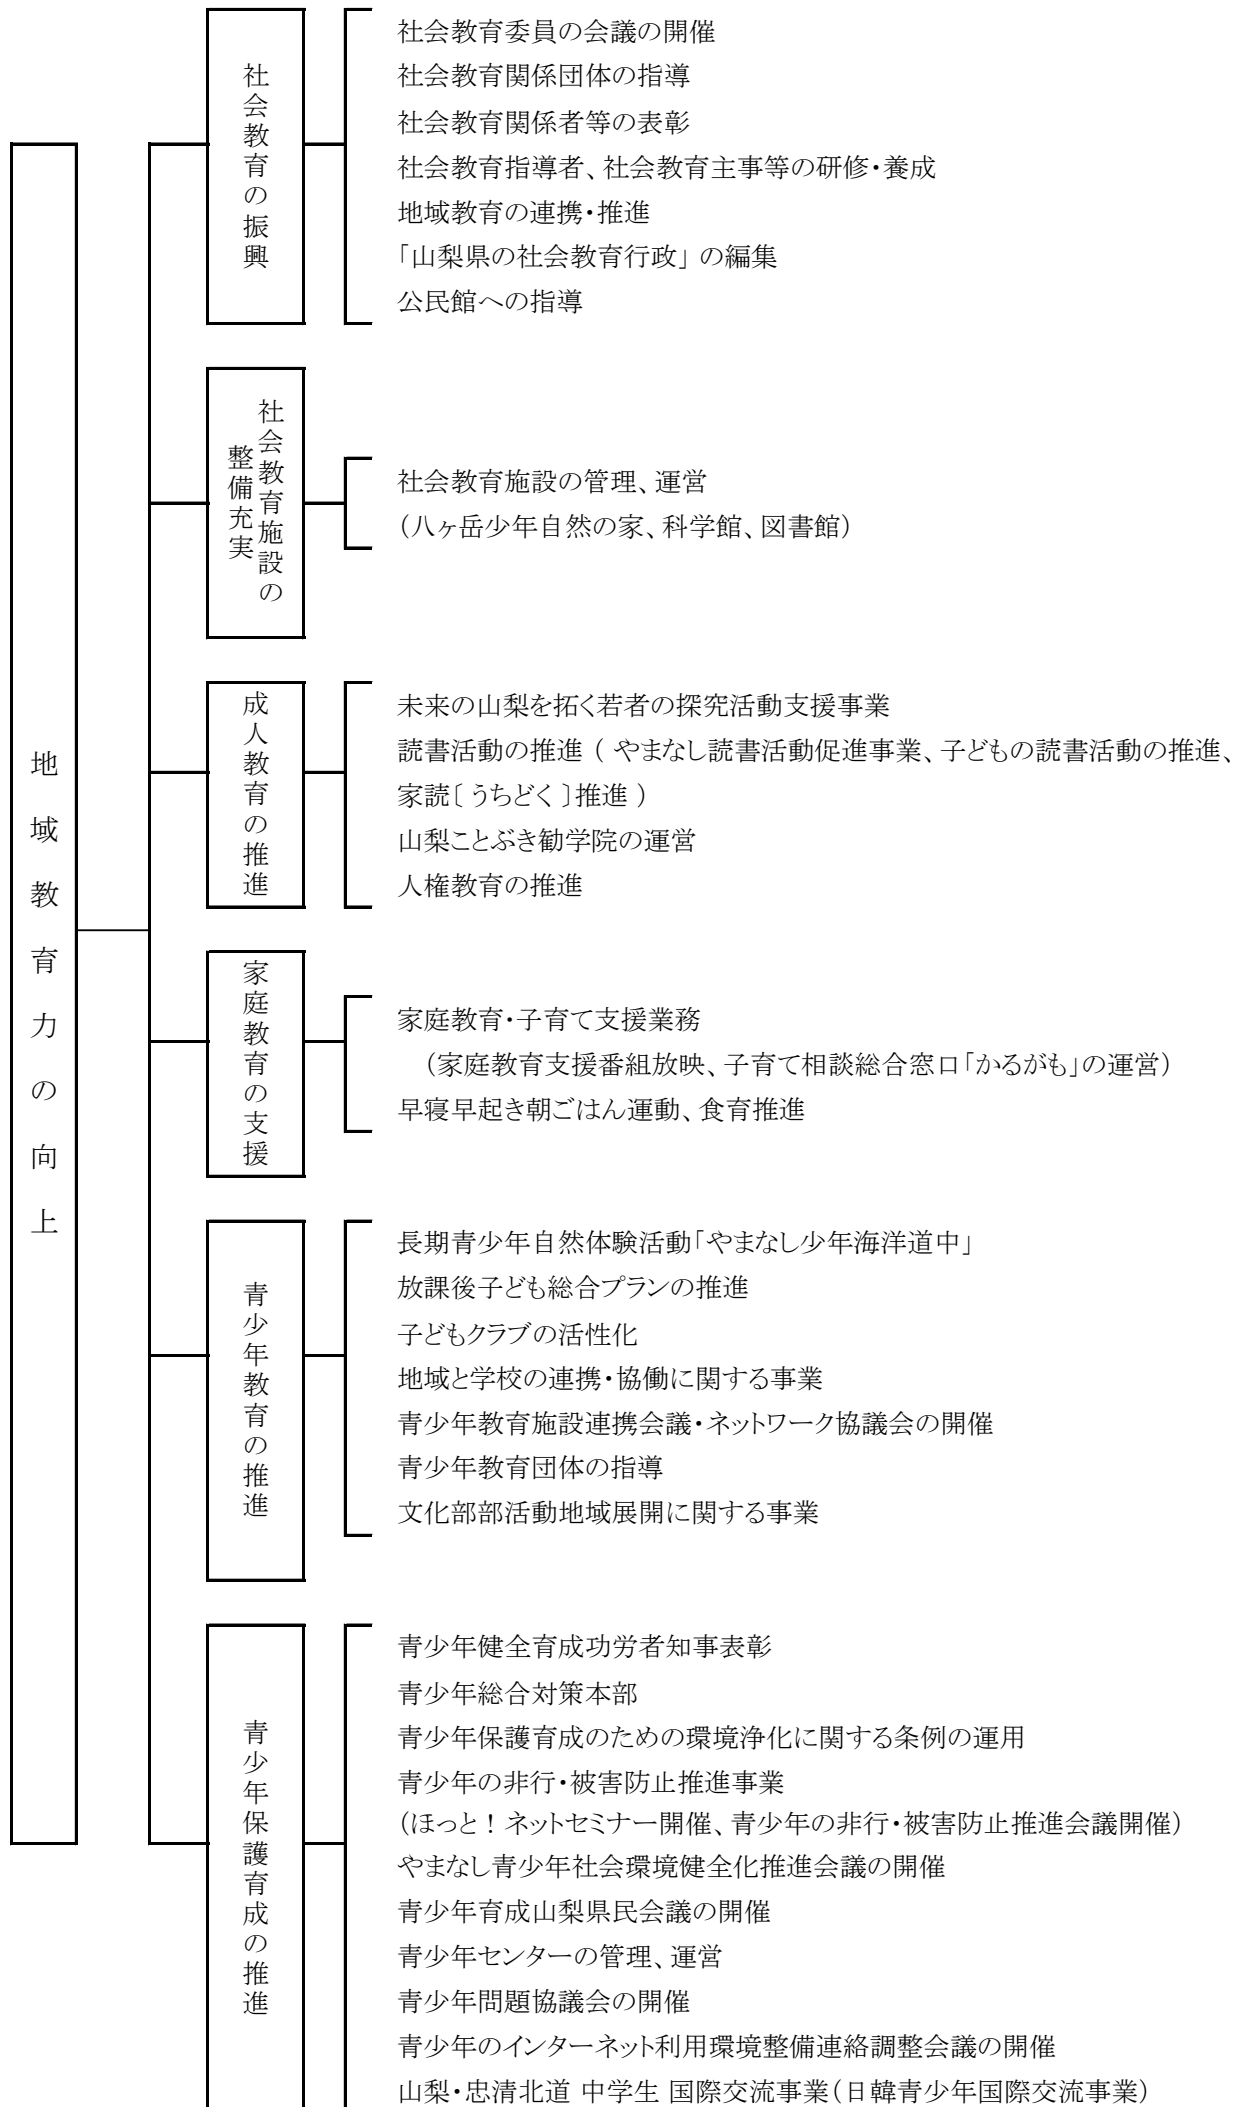 地域教育力の向上
社会教育の振興
社会教育委員の会議の開催
社会教育関係団体の指導
社会教育関係者等の表彰
社会教育指導者、社会教育主事等の研修・養成
地域教育の連携・推進
「山梨県の社会教育行政」の編集
公民館への指導
社会教育施設の
整備充実
社会教育施設の管理、運営
（八ヶ岳少年自然の家、科学館、図書館）
成人教育の推進
未来の山梨を拓く若者の探究活動支援事業
読書活動の推進（ やまなし読書活動促進事業、子どもの読書活動の推進、
家読〔 うちどく 〕推進 ）
山梨ことぶき勧学院の運営
人権教育の推進
家庭教育の支援
家庭教育・子育て支援業務
（家庭教育支援番組放映、子育て相談総合窓口「かるがも」の運営）
早寝早起き朝ごはん運動、食育推進
青少年教育の推進
長期青少年自然体験活動「やまなし少年海洋道中」
放課後子ども総合プランの推進
子どもクラブの活性化
地域と学校の連携・協働に関する事業
青少年教育施設連携会議・ネットワーク協議会の開催
青少年教育団体の指導
文化部部活動地域展開に関する事業
青少年保護育成の推進
青少年健全育成功労者知事表彰
青少年総合対策本部
青少年保護育成のための環境浄化に関する条例の運用
青少年の非行・被害防止推進事業
（ほっと！ネットセミナー開催、青少年の非行・被害防止推進会議開催）
やまなし青少年社会環境健全化推進会議の開催
青少年育成山梨県民会議の開催
青少年センターの管理、運営
青少年問題協議会の開催
青少年のインターネット利用環境整備連絡調整会議の開催
山梨・忠清北道 中学生 国際交流事業（日韓青少年国際交流事業）